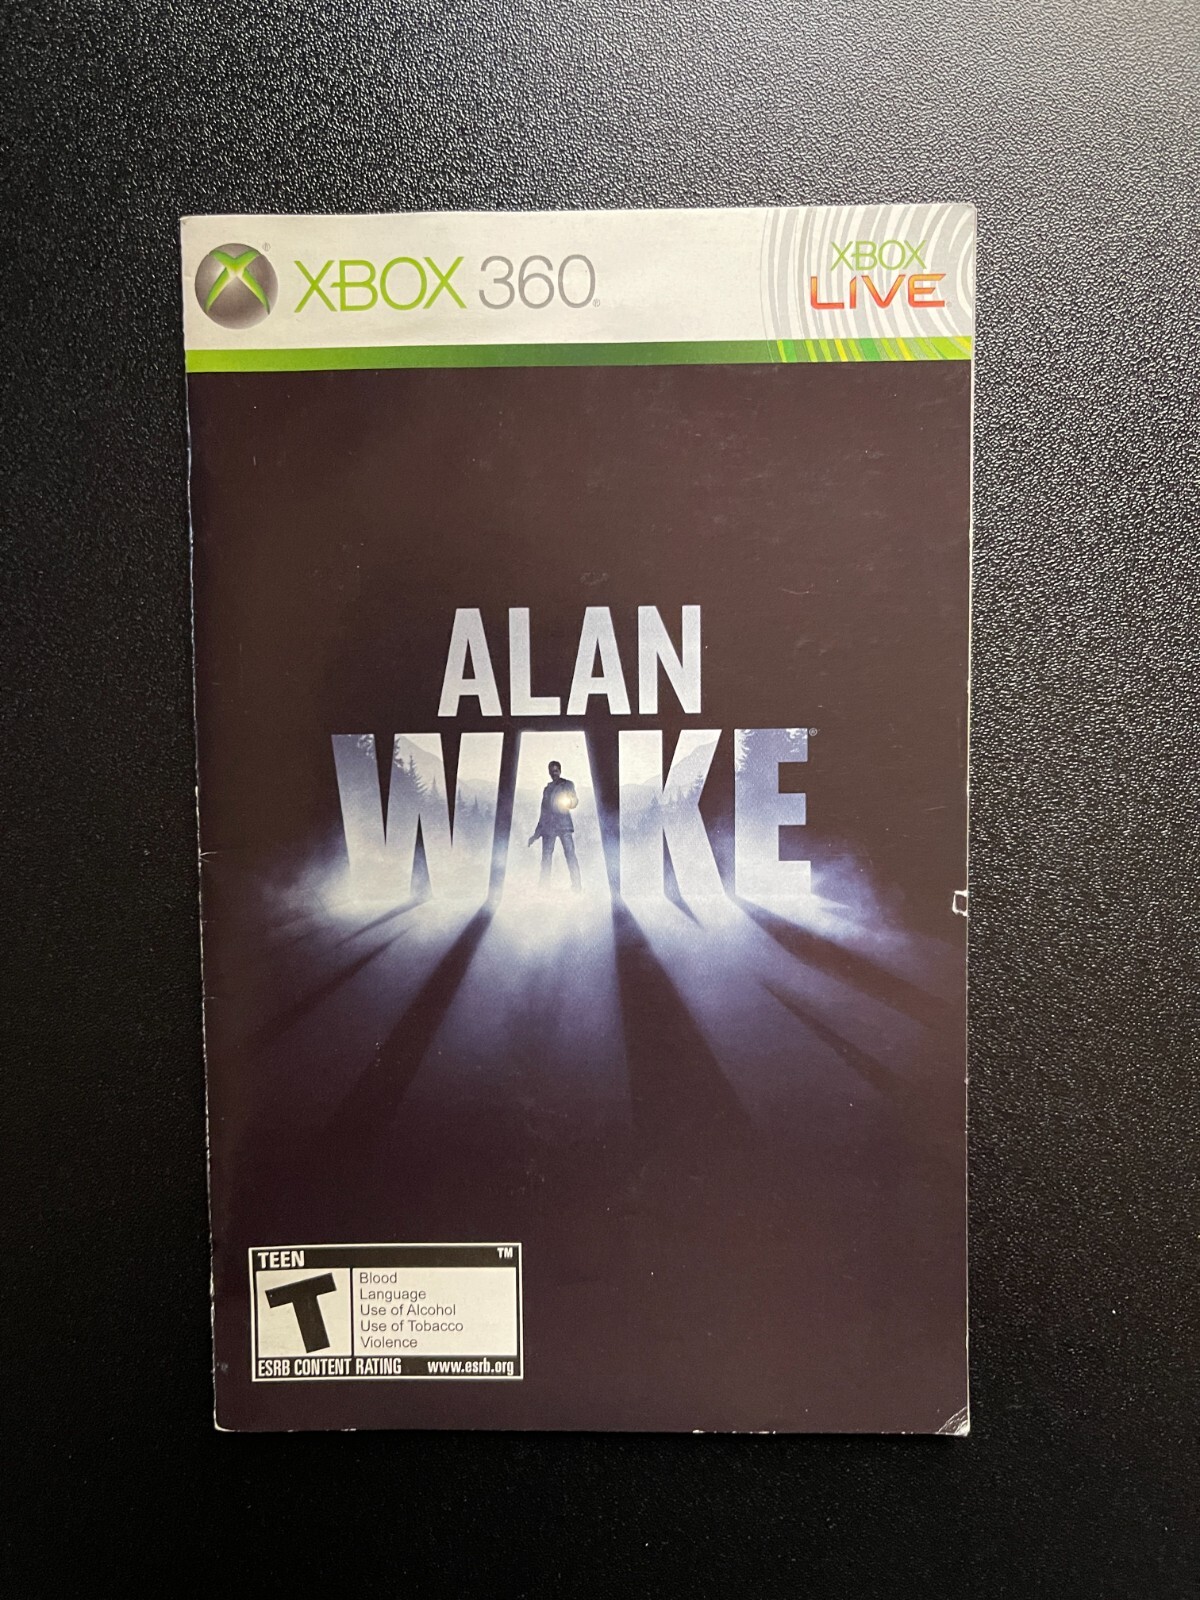 XBOX 360®
XBOX
LIVE
ALAN
WAKE®
TEEN ™
T
Blood
Language
Use of Alcohol
Use of Tobacco
Violence
ESRB CONTENT RATING www.esrb.org